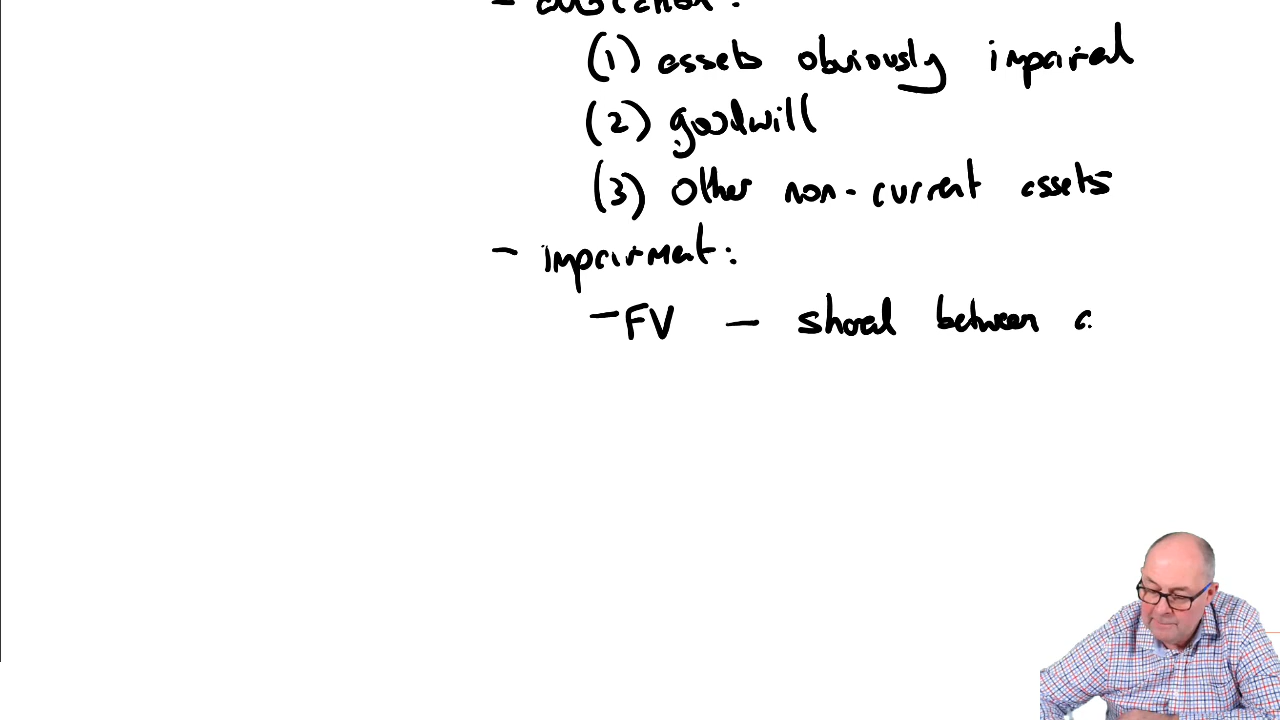 (1) assets obviously impaired
(2) goodwill
(3) Other non-current assets
- impairment:
- FV - shared between